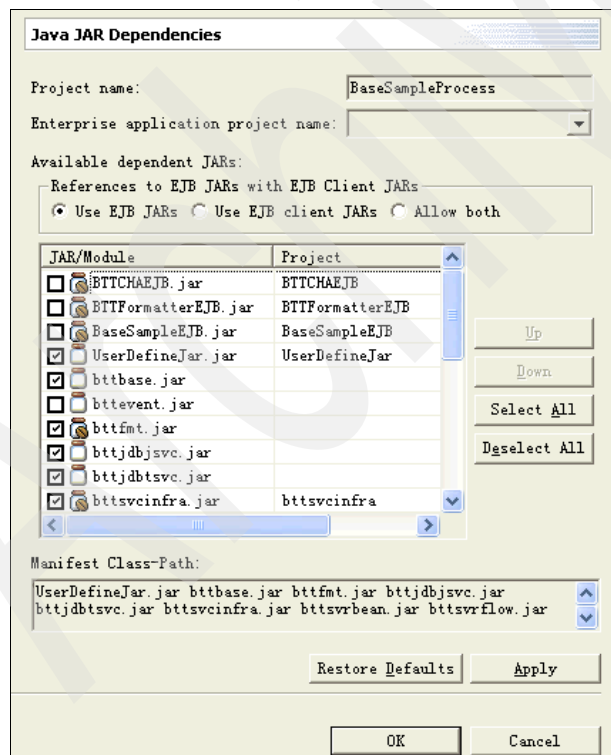 Java JAR Dependencies
Project name: BaseSampleProcess
Enterprise application project name:
Available dependent JARs:
References to EJB JARs with EJB Client JARs
Use EJB JARs Use EJB client JARs Allow both
JAR/Module Project
BTTCHAEJB.jar BTTCHAEJB
BTTFormatterEJB.jar BTTFormatterEJB
BaseSampleEJB.jar BaseSampleEJB
UserDefineJar.jar UserDefineJar
bttbase.jar
bttevent.jar
bttfmt.jar
bttjdbjsvc.jar
bttjdbtsvc.jar
bttsvcinfra.jar bttsvcinfra
Up
Down
Select All
Deselect All
Manifest Class-Path:
UserDefineJar.jar bttbase.jar bttfmt.jar bttjdbjsvc.jar
bttjdbtsvc.jar bttsvcinfra.jar bttsvrbean.jar bttsvrflow.jar
Restore Defaults Apply
OK Cancel